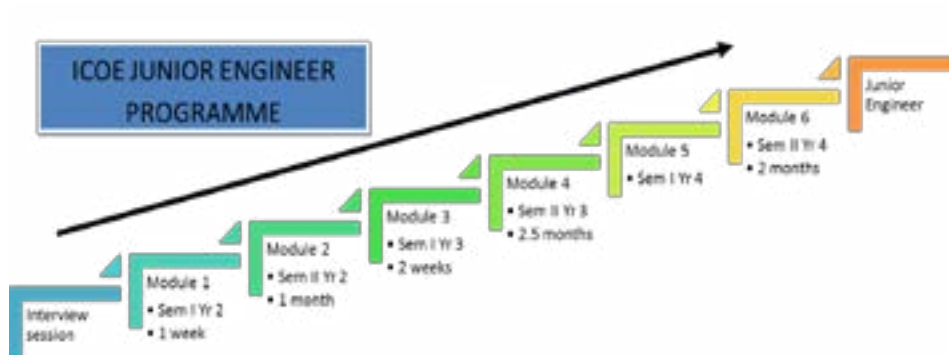 ICOE JUNIOR ENGINEER
PROGRAMME
Interview
session
Module 1
• Sem I Yr 2
• 1 week
Module 2
• Sem II Yr 2
• 1 month
Module 3
• Sem I Yr 3
• 2 weeks
Module 4
• Sem II Yr 3
• 2.5 months
Module 5
• Sem I Yr 4
Module 6
• Sem II Yr 4
• 2 months
Junior
Engineer